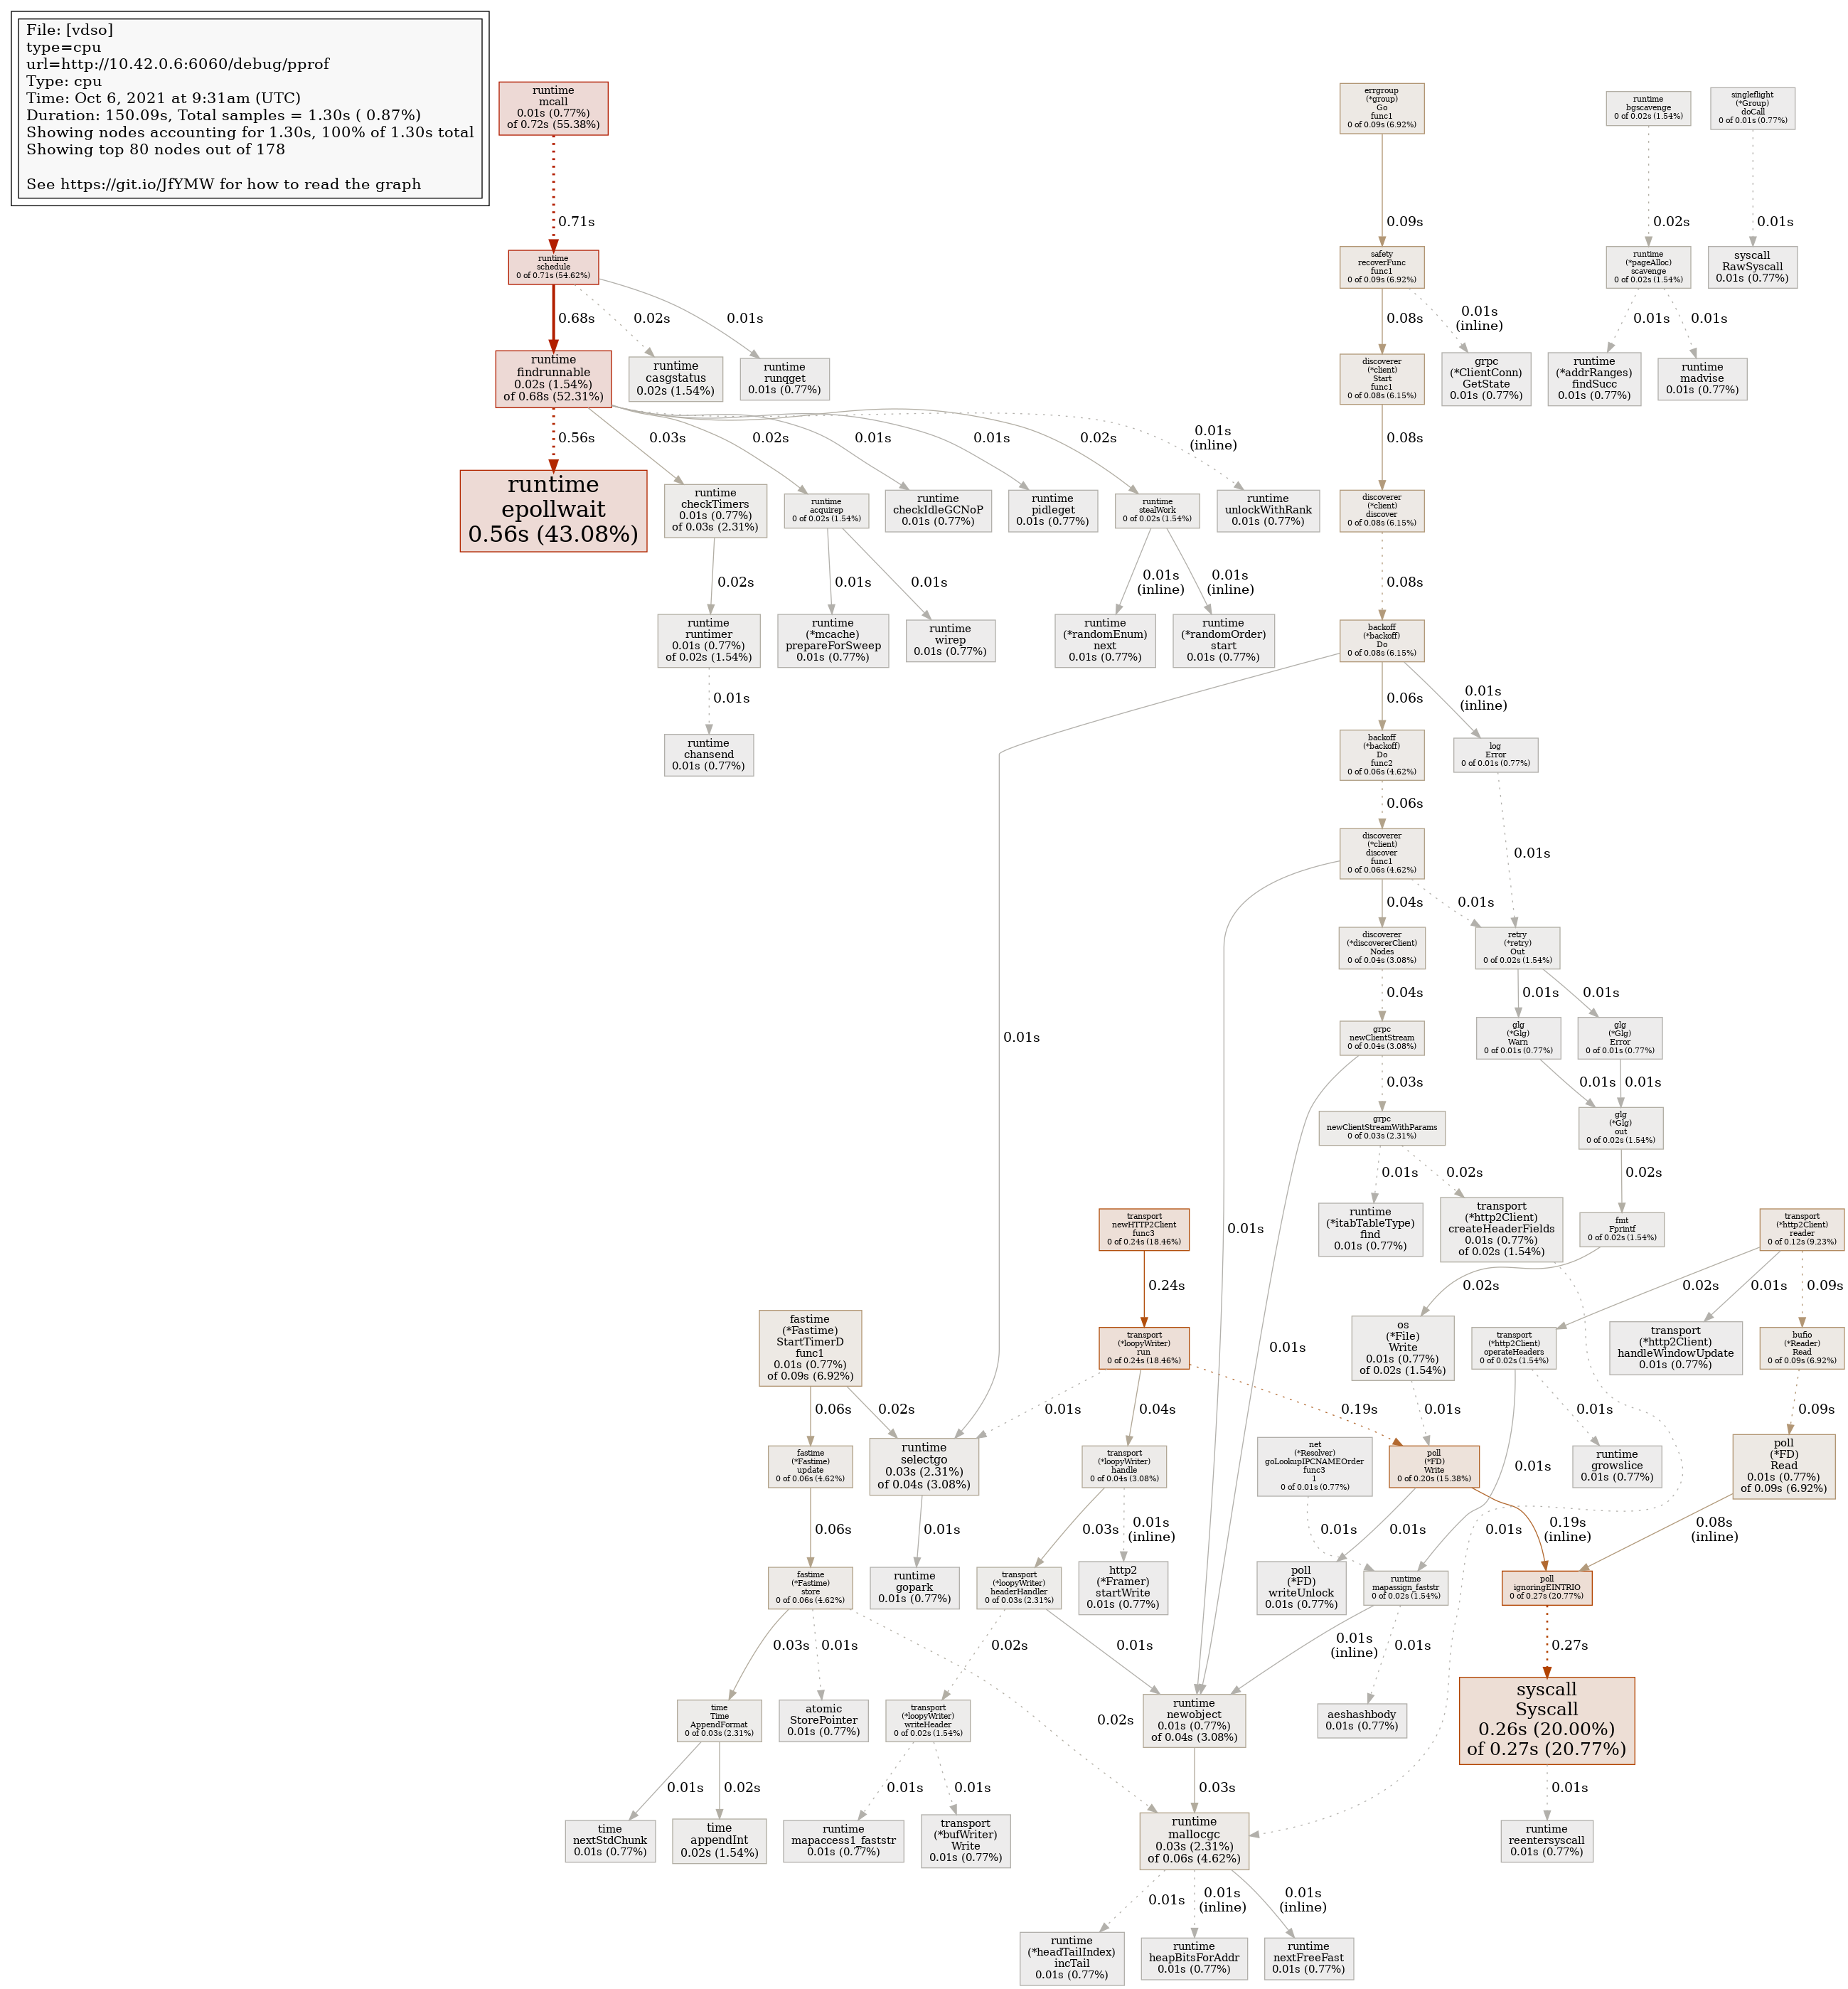 File: [vdso]
type=cpu
url=http://10.42.0.6:6060/debug/pprof
Type: cpu
Time: Oct 6, 2021 at 9:31am (UTC)
Duration: 150.09s, Total samples = 1.30s ( 0.87%)
Showing nodes accounting for 1.30s, 100% of 1.30s total
Showing top 80 nodes out of 178
See https://git.io/JfYMW for how to read the graph
runtime
mcall
0.01s (0.77%)
of 0.72s (55.38%)
errgroup
(*group)
Go
func1
0 of 0.09s (6.92%)
runtime
bgscavenge
0 of 0.02s (1.54%)
singleflight
(*Group)
doCall
0 of 0.01s (0.77%)
0.71s
0.09s
0.02s
0.01s
runtime
schedule
0 of 0.71s (54.62%)
safety
recoverFunc
func1
0 of 0.09s (6.92%)
runtime
(*pageAlloc)
scavenge
0 of 0.02s (1.54%)
syscall
RawSyscall
0.01s (0.77%)
0.68s
0.02s
0.01s
0.08s
0.01s
(inline)
0.01s
0.01s
runtime
findrunnable
0.02s (1.54%)
of 0.68s (52.31%)
runtime
casgstatus
0.02s (1.54%)
runtime
runqget
0.01s (0.77%)
discoverer
(*client)
Start
func1
0 of 0.08s (6.15%)
grpc
(*ClientConn)
GetState
0.01s (0.77%)
runtime
(*addrRanges)
findSucc
0.01s (0.77%)
runtime
madvise
0.01s (0.77%)
0.56s
0.03s
0.02s
0.01s
0.01s
0.02s
0.01s
(inline)
0.08s
runtime
epollwait
0.56s (43.08%)
runtime
checkTimers
0.01s (0.77%)
of 0.03s (2.31%)
runtime
acquirep
0 of 0.02s (1.54%)
runtime
checkIdleGCNoP
0.01s (0.77%)
runtime
pidleget
0.01s (0.77%)
runtime
stealWork
0 of 0.02s (1.54%)
runtime
unlockWithRank
0.01s (0.77%)
discoverer
(*client)
discover
0 of 0.08s (6.15%)
0.02s
0.01s
0.01s
0.01s
(inline)
0.01s
(inline)
0.08s
runtime
runtimer
0.01s (0.77%)
of 0.02s (1.54%)
runtime
(*mcache)
prepareForSweep
0.01s (0.77%)
runtime
wirep
0.01s (0.77%)
runtime
(*randomEnum)
next
0.01s (0.77%)
runtime
(*randomOrder)
start
0.01s (0.77%)
backoff
(*backoff)
Do
0 of 0.08s (6.15%)
0.01s
0.06s
0.01s
(inline)
runtime
chansend
0.01s (0.77%)
backoff
(*backoff)
Do
func2
0 of 0.06s (4.62%)
log
Error
0 of 0.01s (0.77%)
0.06s
0.01s
discoverer
(*client)
discover
func1
0 of 0.06s (4.62%)
0.04s
0.01s
discoverer
(*discovererClient)
Nodes
0 of 0.04s (3.08%)
retry
(*retry)
Out
0 of 0.02s (1.54%)
0.04s
0.01s
0.01s
0.01s
grpc
newClientStream
0 of 0.04s (3.08%)
glg
(*Glg)
Warn
0 of 0.01s (0.77%)
glg
(*Glg)
Error
0 of 0.01s (0.77%)
0.03s
0.01s
0.01s
grpc
newClientStreamWithParams
0 of 0.03s (2.31%)
glg
(*Glg)
out
0 of 0.02s (1.54%)
0.01s
0.02s
0.02s
transport
newHTTP2Client
func3
0 of 0.24s (18.46%)
0.01s
runtime
(*itabTableType)
find
0.01s (0.77%)
transport
(*http2Client)
createHeaderFields
0.01s (0.77%)
of 0.02s (1.54%)
fmt
Fprintf
0 of 0.02s (1.54%)
transport
(*http2Client)
reader
0 of 0.12s (9.23%)
0.24s
0.02s
0.02s
0.01s
0.09s
fastime
(*Fastime)
StartTimerD
func1
0.01s (0.77%)
of 0.09s (6.92%)
transport
(*loopyWriter)
run
0 of 0.24s (18.46%)
0.01s
os
(*File)
Write
0.01s (0.77%)
of 0.02s (1.54%)
transport
(*http2Client)
operateHeaders
0 of 0.02s (1.54%)
transport
(*http2Client)
handleWindowUpdate
0.01s (0.77%)
bufio
(*Reader)
Read
0 of 0.09s (6.92%)
0.06s
0.02s
0.01s
0.04s
0.19s
0.01s
0.01s
0.09s
fastime
(*Fastime)
update
0 of 0.06s (4.62%)
runtime
selectgo
0.03s (2.31%)
of 0.04s (3.08%)
transport
(*loopyWriter)
handle
0 of 0.04s (3.08%)
net
(*Resolver)
goLookupIPCNAMEOrder
func3
1
0 of 0.01s (0.77%)
poll
(*FD)
Write
0 of 0.20s (15.38%)
0.01s
runtime
growslice
0.01s (0.77%)
poll
(*FD)
Read
0.01s (0.77%)
of 0.09s (6.92%)
0.06s
0.01s
0.03s
0.01s
(inline)
0.01s
0.01s
0.01s
0.19s
(inline)
0.08s
(inline)
fastime
(*Fastime)
store
0 of 0.06s (4.62%)
runtime
gopark
0.01s (0.77%)
transport
(*loopyWriter)
headerHandler
0 of 0.03s (2.31%)
http2
(*Framer)
startWrite
0.01s (0.77%)
poll
(*FD)
writeUnlock
0.01s (0.77%)
runtime
mapassign_faststr
0 of 0.02s (1.54%)
poll
ignoringEINTRIO
0 of 0.27s (20.77%)
0.03s
0.01s
0.02s
0.01s
0.01s
(inline)
0.01s
0.27s
time
Time
AppendFormat
0 of 0.03s (2.31%)
atomic
StorePointer
0.01s (0.77%)
transport
(*loopyWriter)
writeHeader
0 of 0.02s (1.54%)
0.02s
runtime
newobject
0.01s (0.77%)
of 0.04s (3.08%)
aeshashbody
0.01s (0.77%)
syscall
Syscall
0.26s (20.00%)
of 0.27s (20.77%)
0.01s
0.02s
0.01s
0.01s
0.03s
0.01s
time
nextStdChunk
0.01s (0.77%)
time
appendInt
0.02s (1.54%)
runtime
mapaccess1_faststr
0.01s (0.77%)
transport
(*bufWriter)
Write
0.01s (0.77%)
runtime
mallocgc
0.03s (2.31%)
of 0.06s (4.62%)
runtime
reentersyscall
0.01s (0.77%)
0.01s
0.01s
(inline)
0.01s
(inline)
runtime
(*headTailIndex)
incTail
0.01s (0.77%)
runtime
heapBitsForAddr
0.01s (0.77%)
runtime
nextFreeFast
0.01s (0.77%)